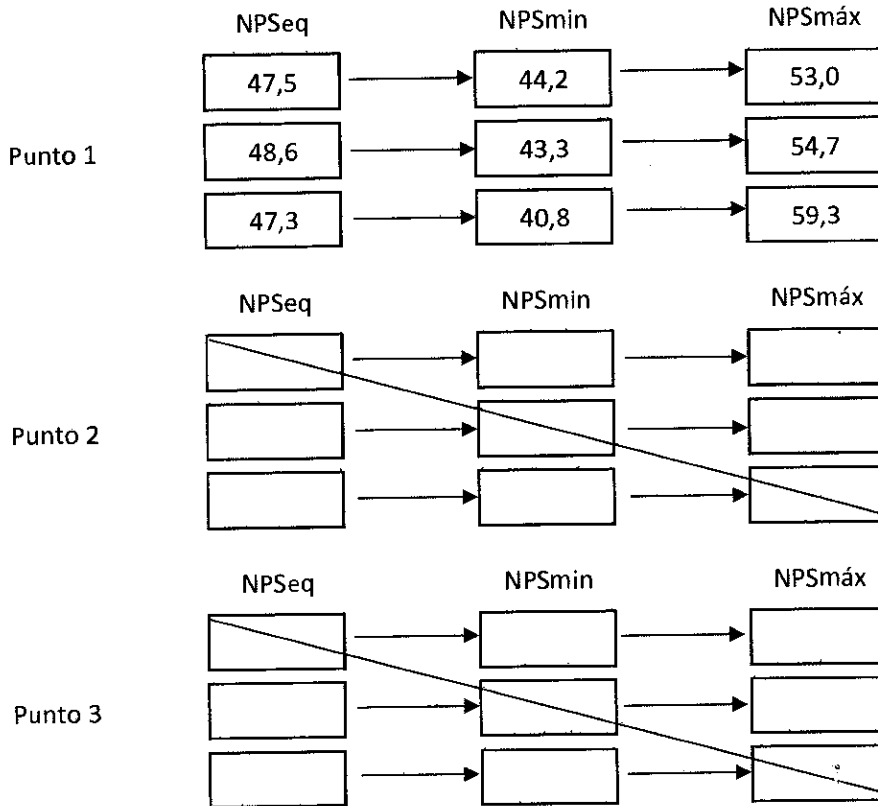 NPSeq NPSmin NPSmáx
47,5 44,2 53,0
Punto 1 48,6 43,3 54,7
47,3 40,8 59,3
NPSeq NPSmin NPSmáx
Punto 2
NPSeq NPSmin NPSmáx
Punto 3